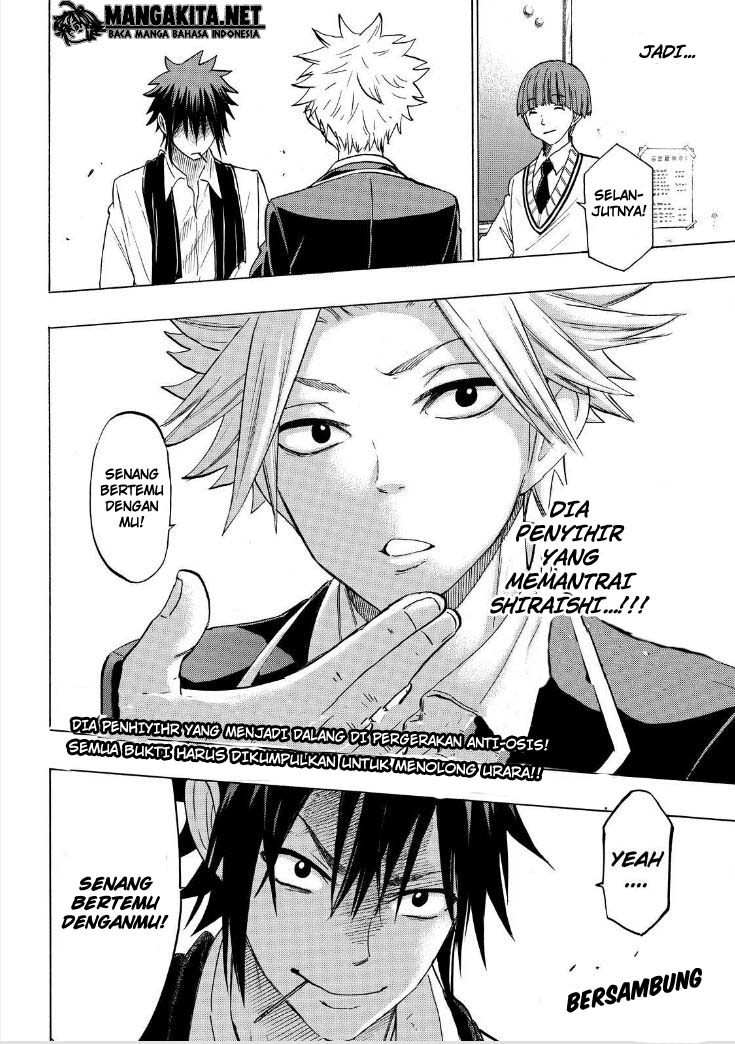 MANGAKITA.NET
BACA MANGA BAHASA INDONESIA
JADI...
SELAN-
JUTNYA!
SENANG
BERTEMU
DENGAN
MU!
DIA
PENYIHIR
YANG
MEMANTRAI
SHIRAISHI...!!!
DIA PENHIYIHR YANG MENJADI DALANG DI PERGERAKAN ANTI-OSIS!
SEMUA BUKTI HARUS DIKUMPULKAN UNTUK MENOLONG URARA!!
YEAH
....
SENANG
BERTEMU
DENGANMU!
BERSAMBUNG